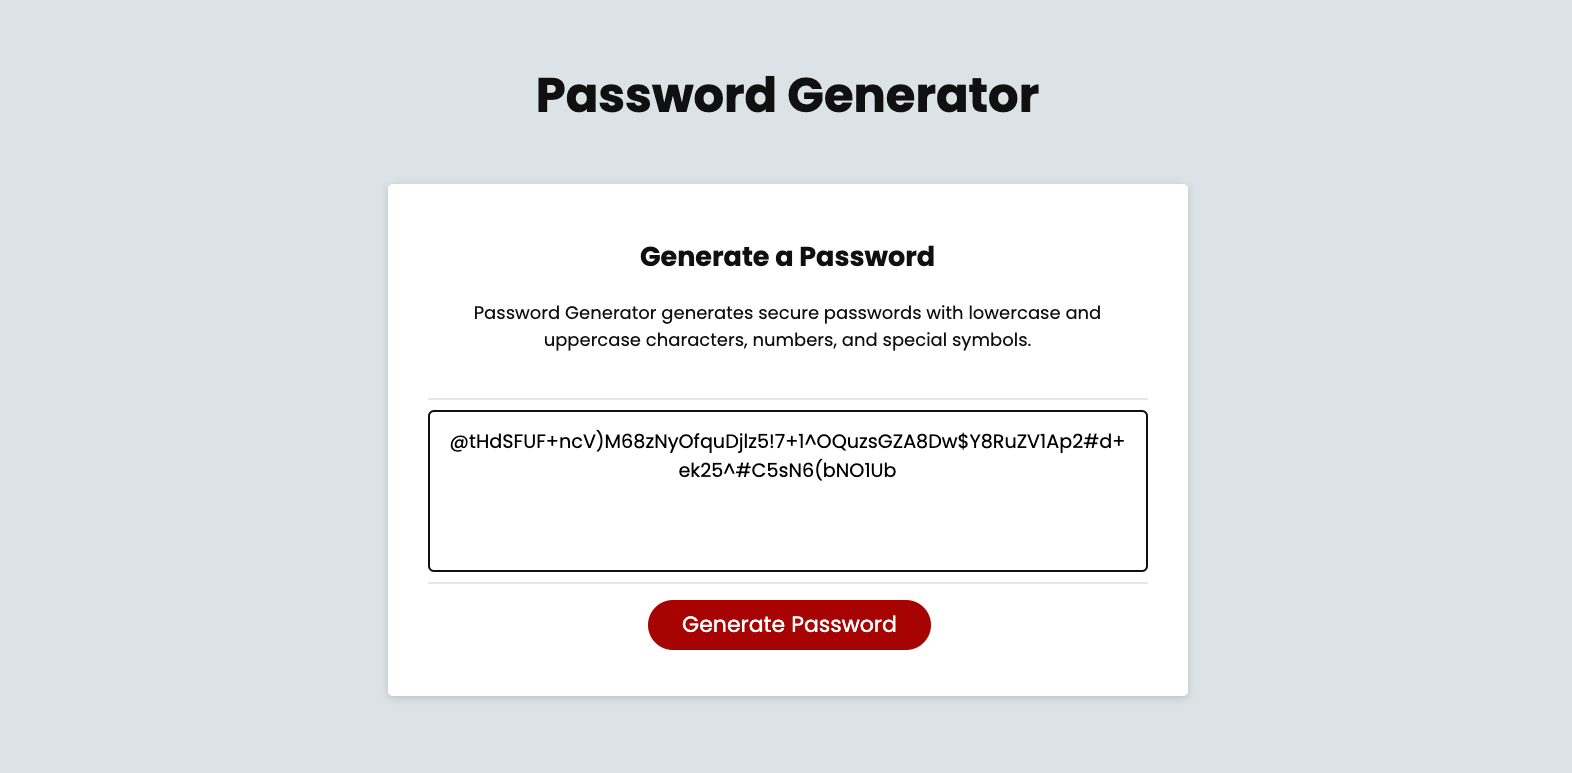 Password Generator
Generate a Password
Password Generator generates secure passwords with lowercase and
uppercase characters, numbers, and special symbols.
@tHdSFUF+ncV)M68zNyOfquDjlz5!7+1^OQuzsGZA8Dw$Y8RuZV1Ap2#d+
ek25^#C5sN6(bNO1Ub
Generate Password